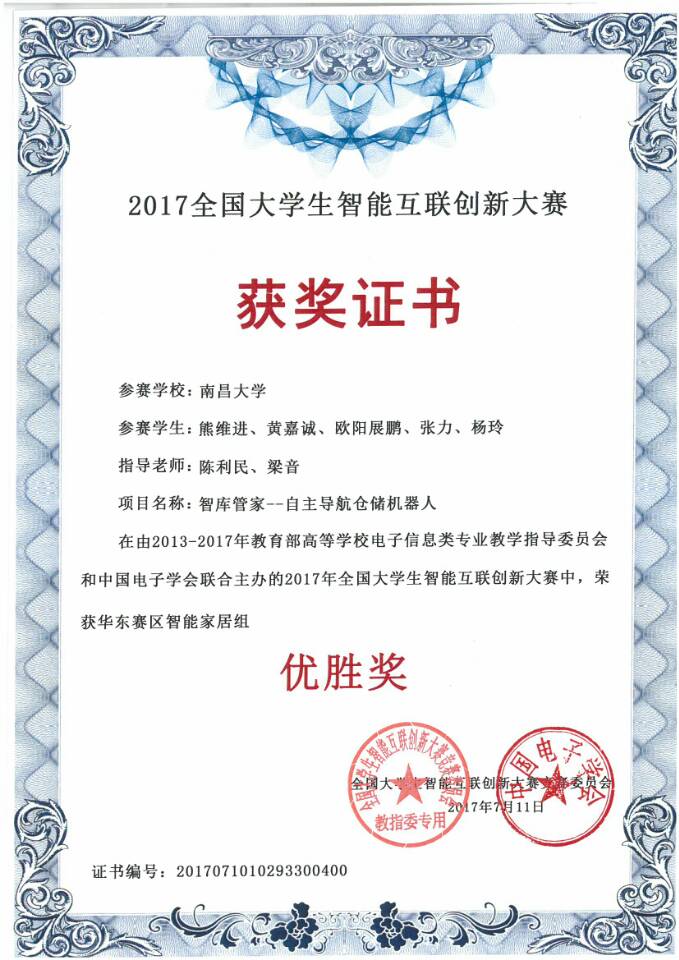 2017全国大学生智能互联创新大赛
获奖证书
参赛学校：南昌大学
参赛学生：熊维进、黄嘉诚、欧阳展鹏、张力、杨玲
指导老师：陈利民、梁音
项目名称：智库管家--自主导航仓储机器人
在由2013-2017年教育部高等学校电子信息类专业教学指导委员会
和中国电子学会联合主办的2017年全国大学生智能互联创新大赛中，荣
获华东赛区智能家居组
优胜奖
全国大学生智能互联创新大赛竞赛委员会
教指委专用
中国电子学会
全国大学生智能互联创新大赛竞赛委员会
2017年7月11日
证书编号：2017071010293300400